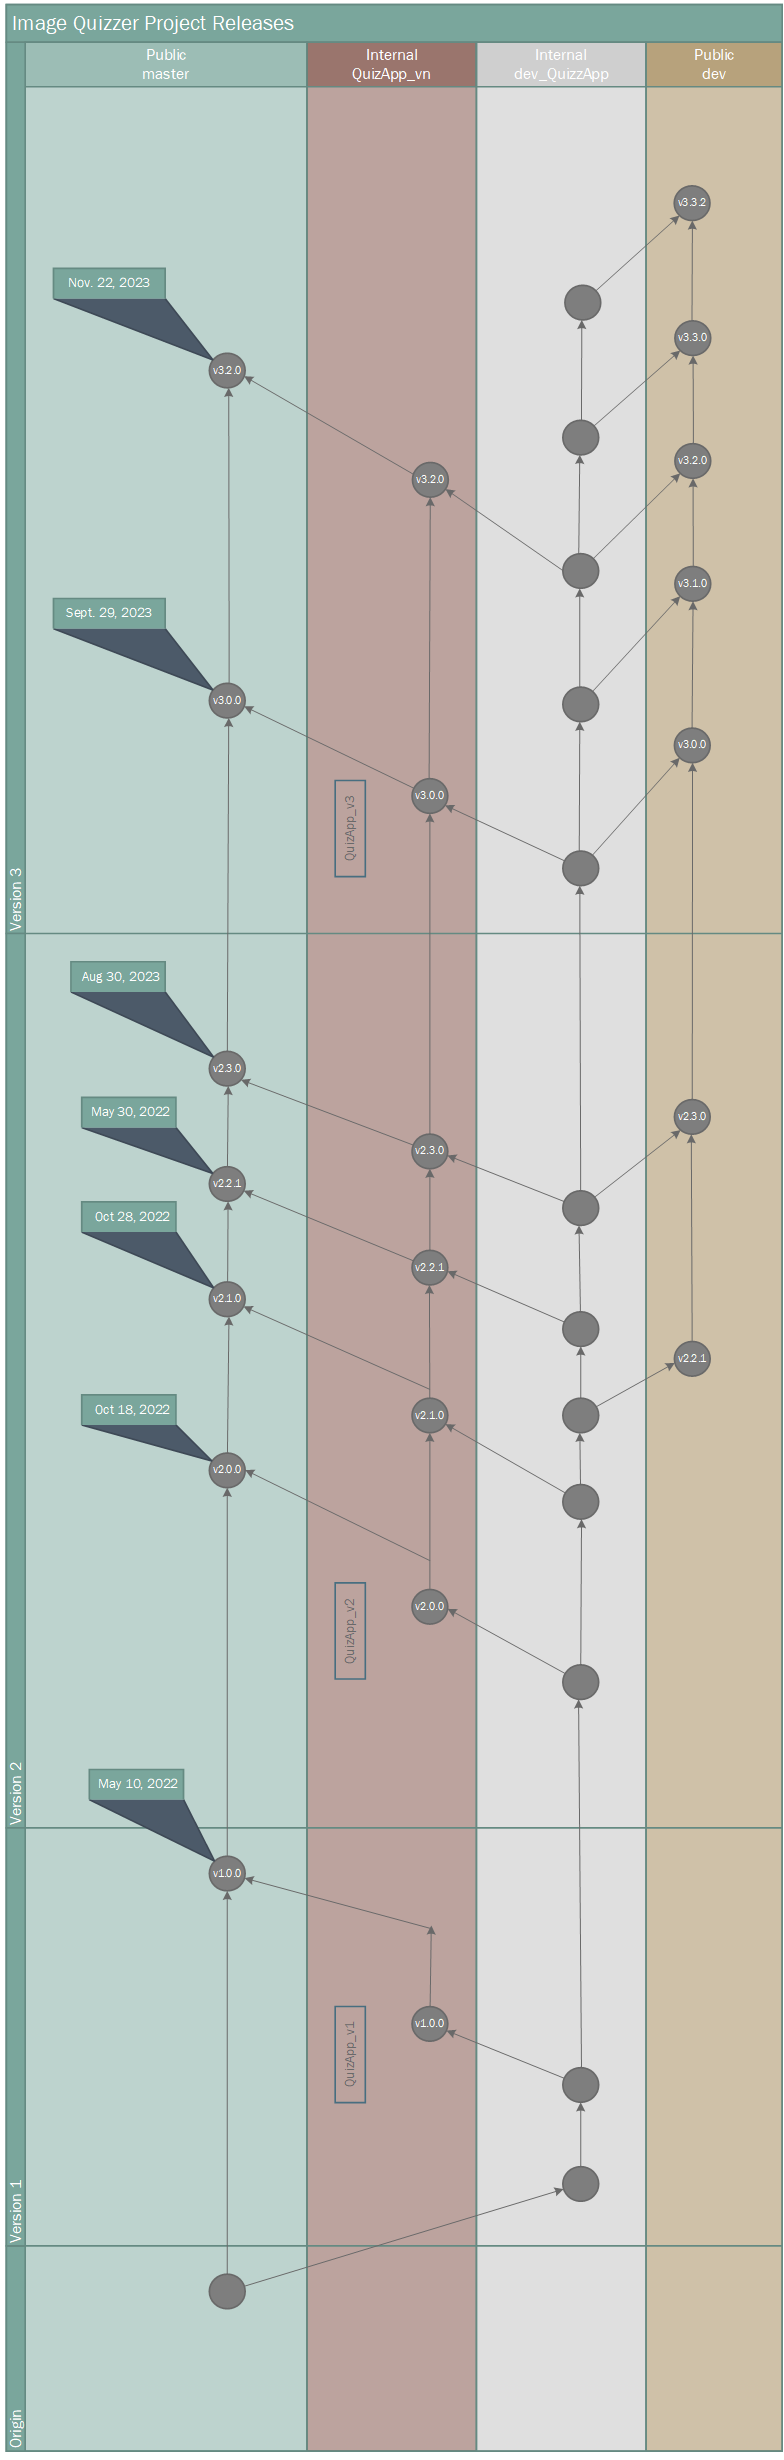 Image Quizzer Project Releases
Public
master
Internal
QuizApp_vn
Internal
dev_QuizzApp
Public
dev
v3.3.2
Nov. 22, 2023
v3.3.0
v3.2.0
v3.2.0
v3.2.0
v3.1.0
Sept. 29, 2023
v3.0.0
v3.0.0
v3.0.0
QuizApp_v3
Version 3
Aug 30, 2023
v2.3.0
May 30, 2022
v2.3.0
v2.3.0
v2.2.1
Oct 28, 2022
v2.2.1
v2.1.0
v2.2.1
Oct 18, 2022
v2.1.0
v2.0.0
v2.0.0
QuizApp_v2
Version 2
May 10, 2022
v1.0.0
v1.0.0
QuizApp_v1
Version 1
Origin